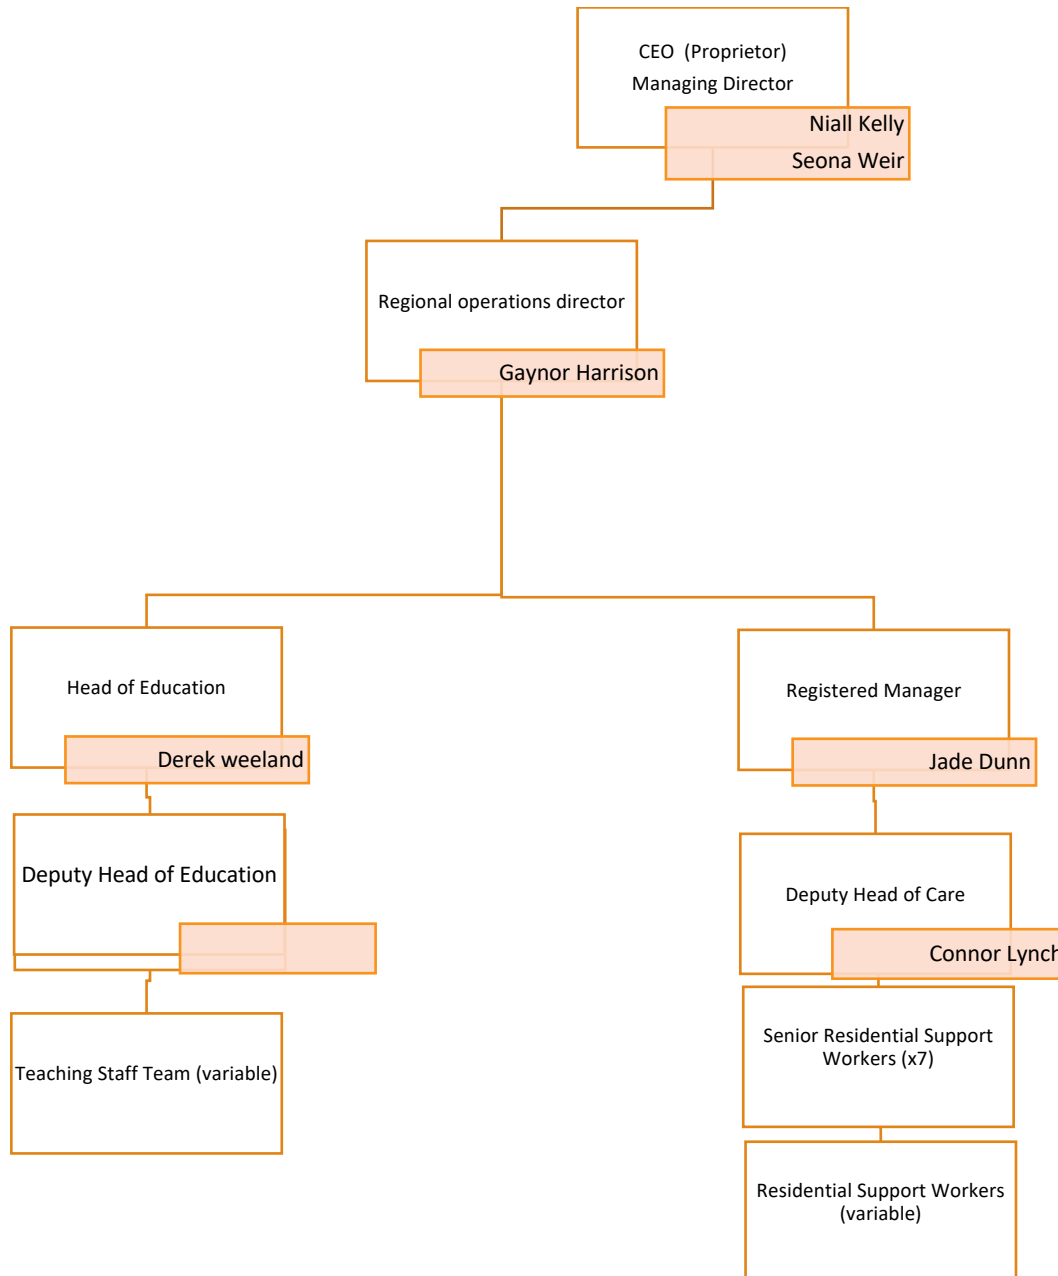 CEO (Proprietor)
Managing Director
Niall Kelly
Seona Weir
Regional operations director
Gaynor Harrison
Head of Education
Derek weeland
Registered Manager
Jade Dunn
Deputy Head of Education
Deputy Head of Care
Connor Lynch
Teaching Staff Team (variable)
Senior Residential Support
Workers (x7)
Residential Support Workers
(variable)